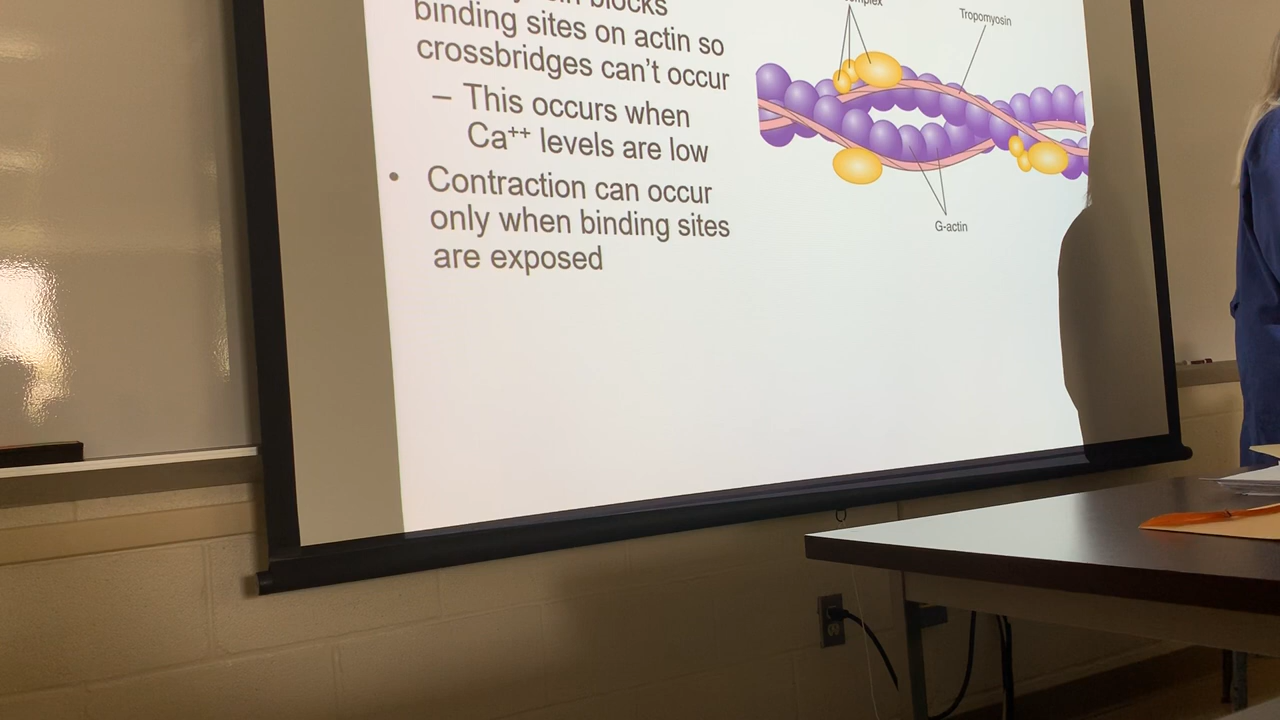 blocks
binding sites on actin so
crossbridges can't occur
– This occurs when
Ca⁺⁺ levels are low
• Contraction can occur
only when binding sites
are exposed
Tropomyosin
G-actin